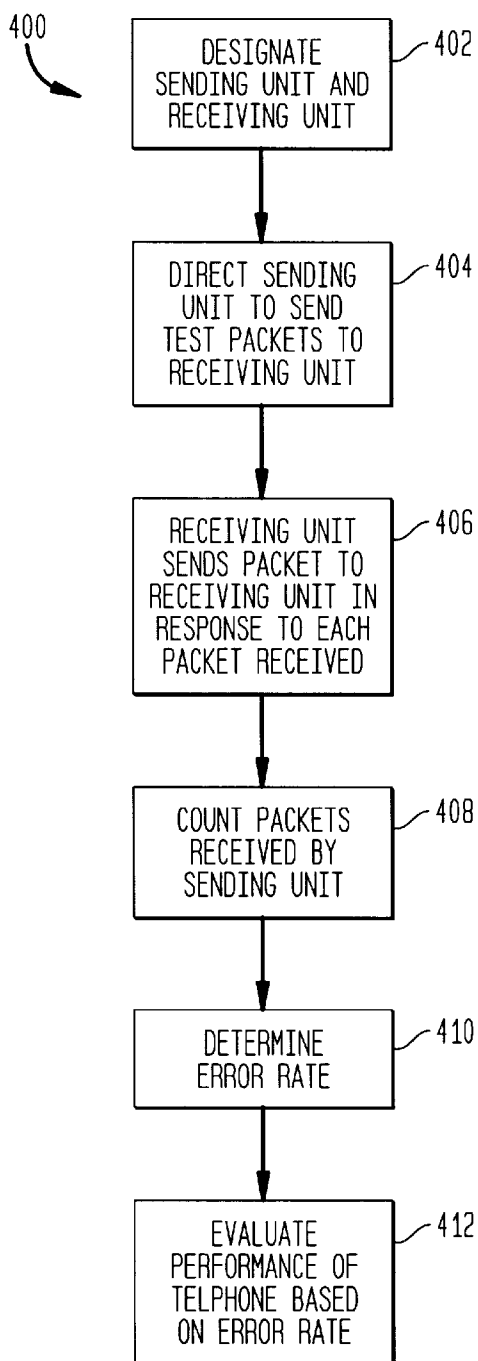 400
DESIGNATE
SENDING UNIT AND
RECEIVING UNIT
402
DIRECT SENDING
UNIT TO SEND
TEST PACKETS TO
RECEIVING UNIT
404
RECEIVING UNIT
SENDS PACKET TO
RECEIVING UNIT IN
RESPONSE TO EACH
PACKET RECEIVED
406
COUNT PACKETS
RECEIVED BY
SENDING UNIT
408
DETERMINE
ERROR RATE
410
EVALUATE
PERFORMANCE OF
TELPHONE BASED
ON ERROR RATE
412